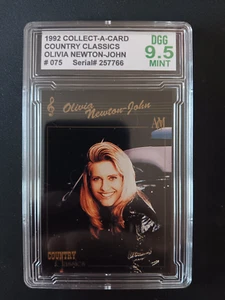 1992 COLLECT-A-CARD
COUNTRY CLASSICS
OLIVIA NEWTON-JOHN
# 075 Serial# 257766
DGG
9.5
MINT
Olivia
Newton-John
COUNTRY
Classics